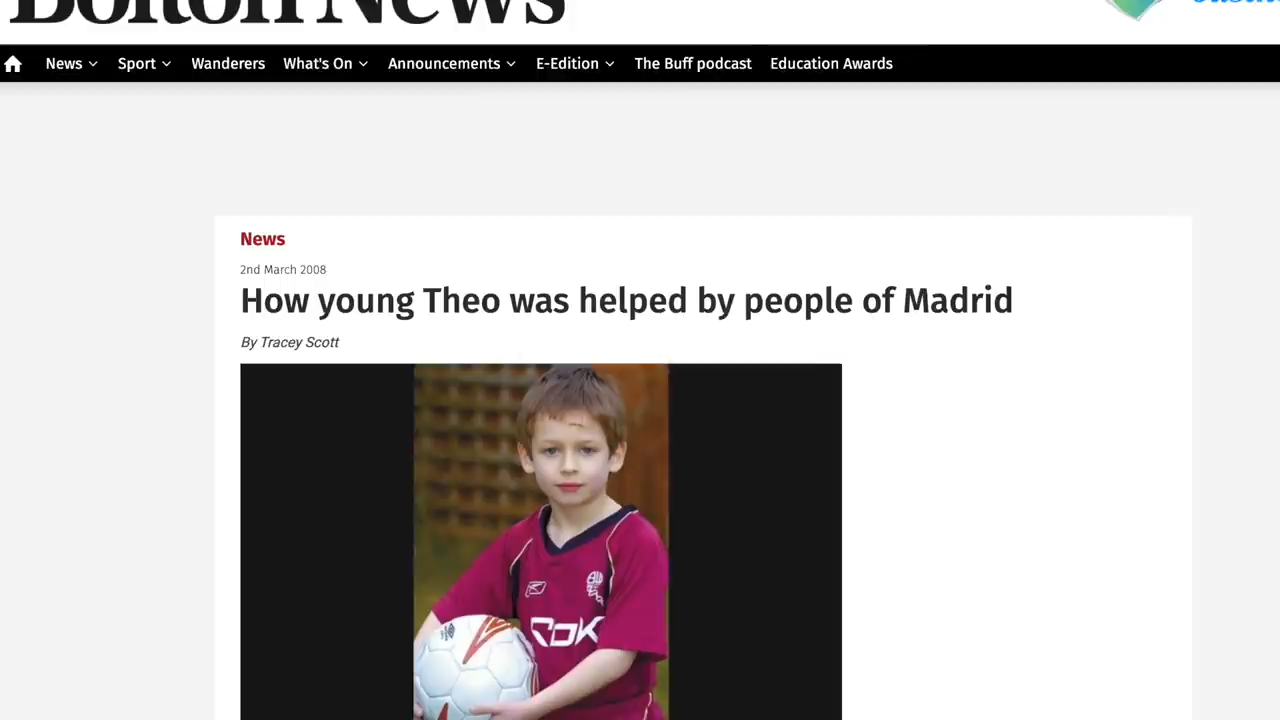 Bolton News
News Sport Wanderers What's On Announcements E-Edition The Buff podcast Education Awards
News
2nd March 2008
How young Theo was helped by people of Madrid
By Tracey Scott